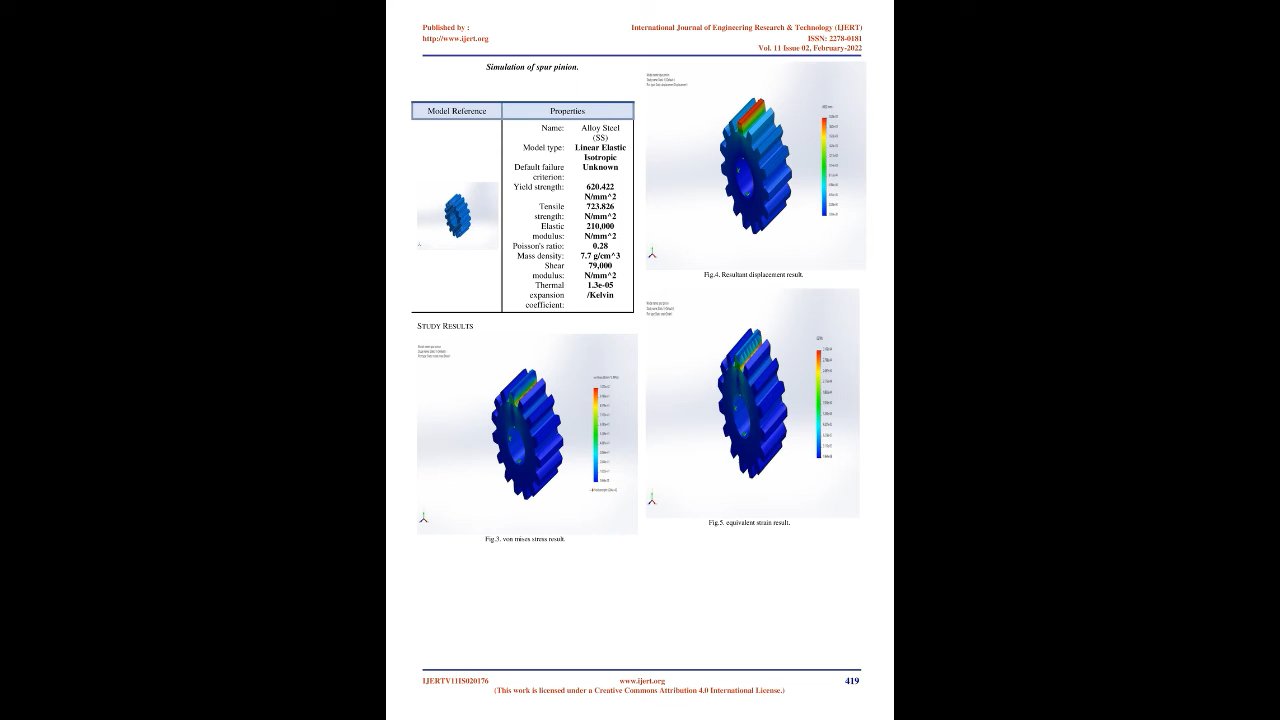 Published by :
http://www.ijert.org
International Journal of Engineering Research & Technology (IJERT)
ISSN: 2278-0181
Vol. 11 Issue 02, February-2022
Simulation of spur pinion.
Model Reference
Properties
Name: Alloy Steel
(SS)
Model type: Linear Elastic
Isotropic
Default failure Unknown
criterion:
Yield strength: 620.422
N/mm^2
Tensile 723.826
strength: N/mm^2
Elastic 210,000
modulus: N/mm^2
Poisson's ratio: 0.28
Mass density: 7.7 g/cm^3
Shear 79,000
modulus: N/mm^2
Thermal 1.3e-05
expansion /Kelvin
coefficient:
STUDY RESULTS
Fig.3. von mises stress result.
Fig.4. Resultant displacement result.
Fig.5. equivalent strain result.
IJERTV11IS020176
www.ijert.org
419
(This work is licensed under a Creative Commons Attribution 4.0 International License.)